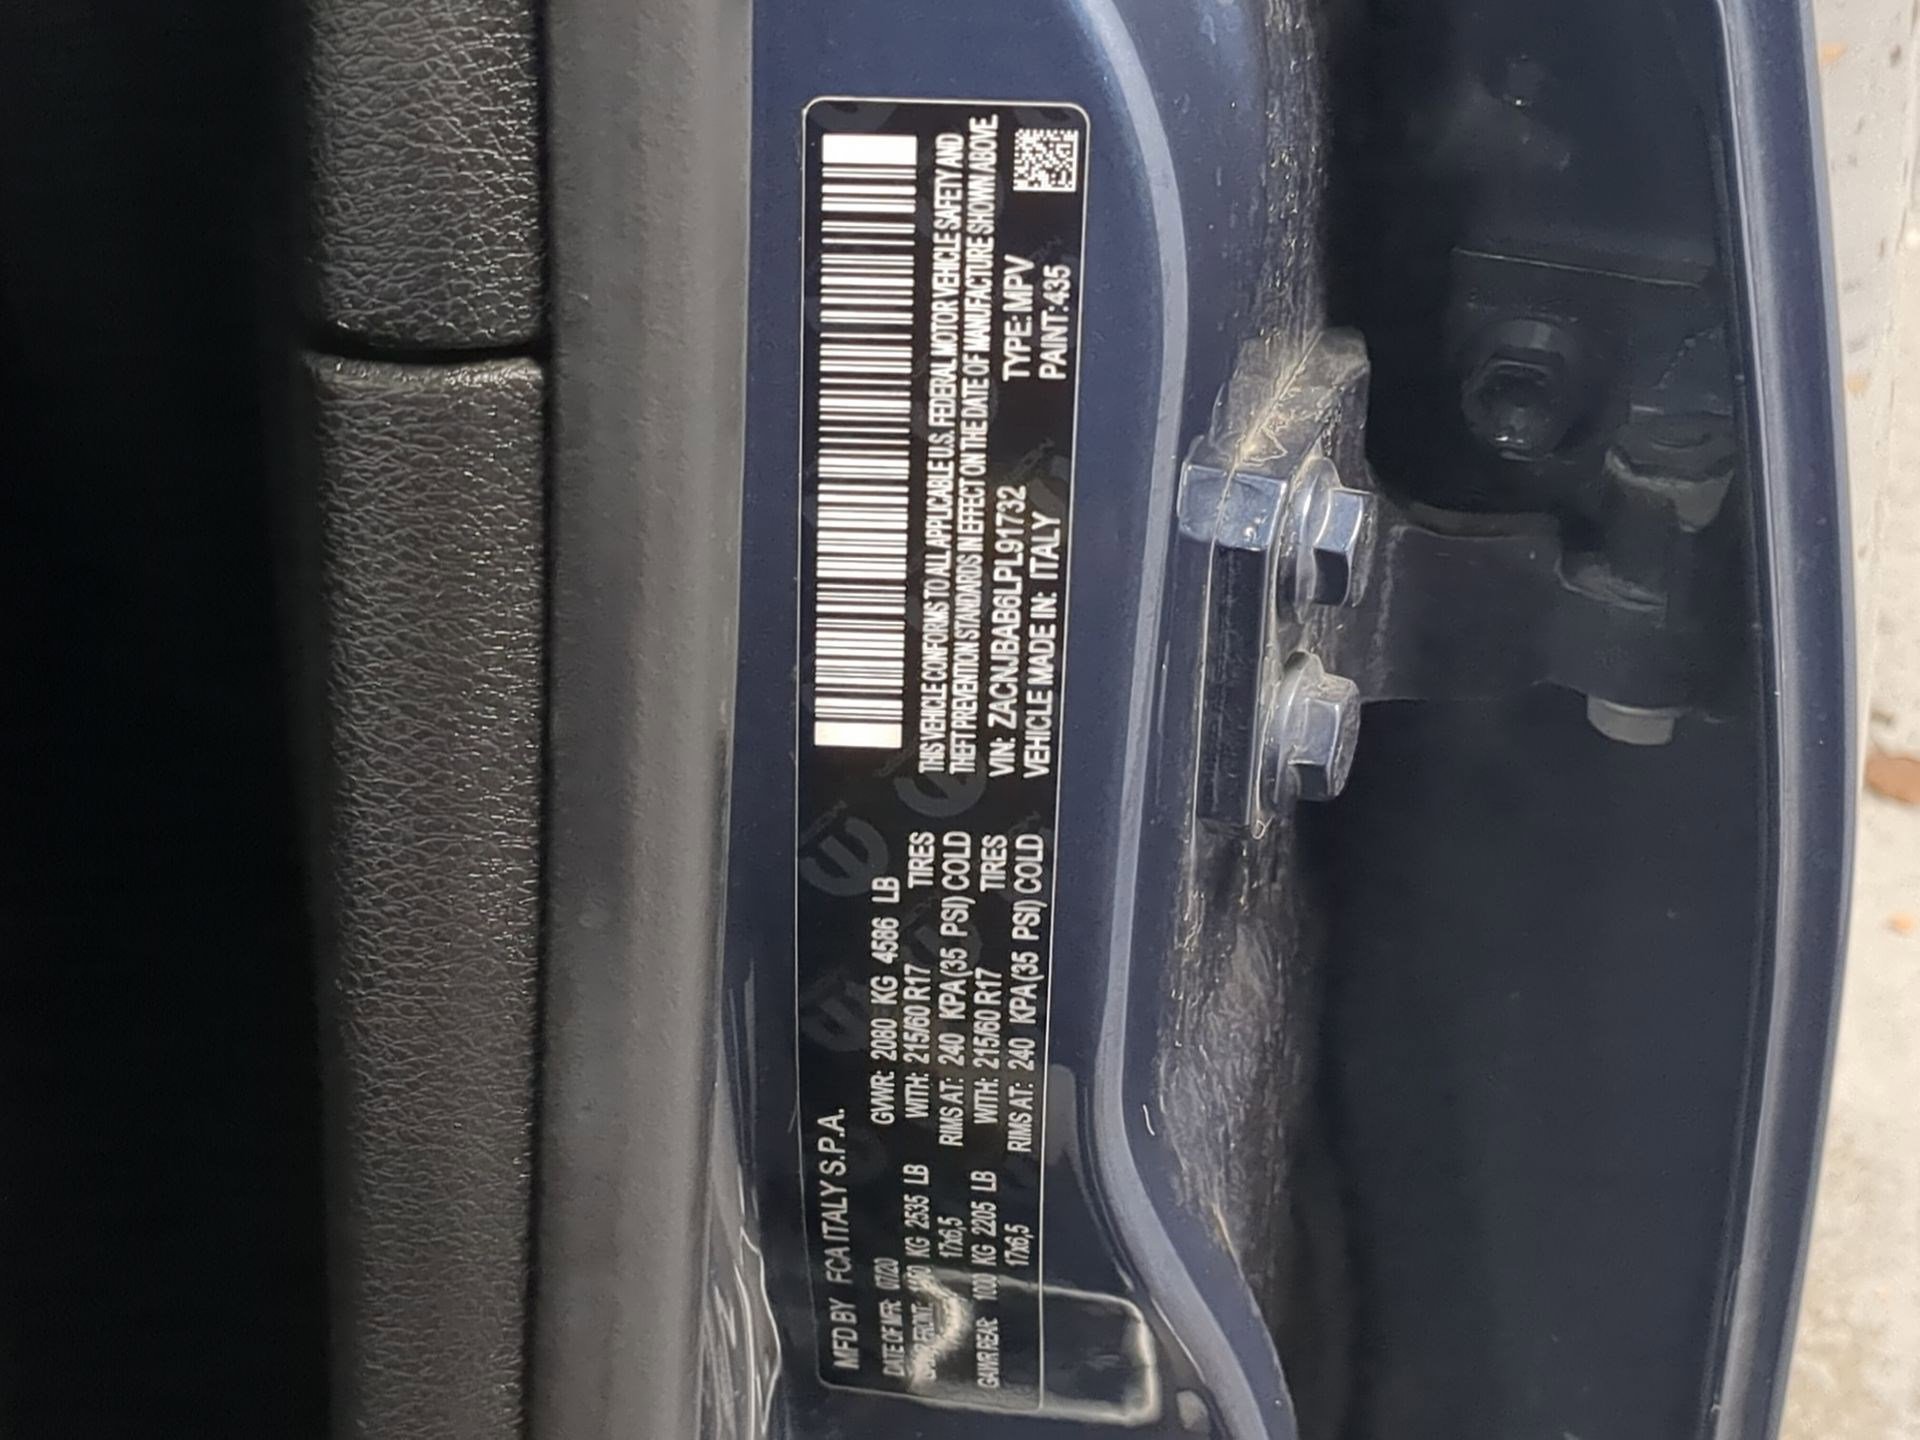 MFD BY FCA ITALY S.P.A.
DATE OF MFR: 07/20 GVWR: 2080 KG 4586 LB
FRONT: KG 2535 LB WITH: 215/60 R17 TIRES
17x6,5 RIMS AT: 240 KPA(35 PSI) COLD
GAWR REAR: 1000 KG 2205 LB WITH: 215/60 R17 TIRES
17x6,5 RIMS AT: 240 KPA(35 PSI) COLD
THIS VEHICLE CONFORMS TO ALL APPLICABLE U.S. FEDERAL MOTOR VEHICLE SAFETY AND
THEFT PREVENTION STANDARDS IN EFFECT ON THE DATE OF MANUFACTURE SHOWN ABOVE.
VIN: ZACNJBAB6LPL91732 TYPE: MPV
VEHICLE MADE IN: ITALY PAINT:435